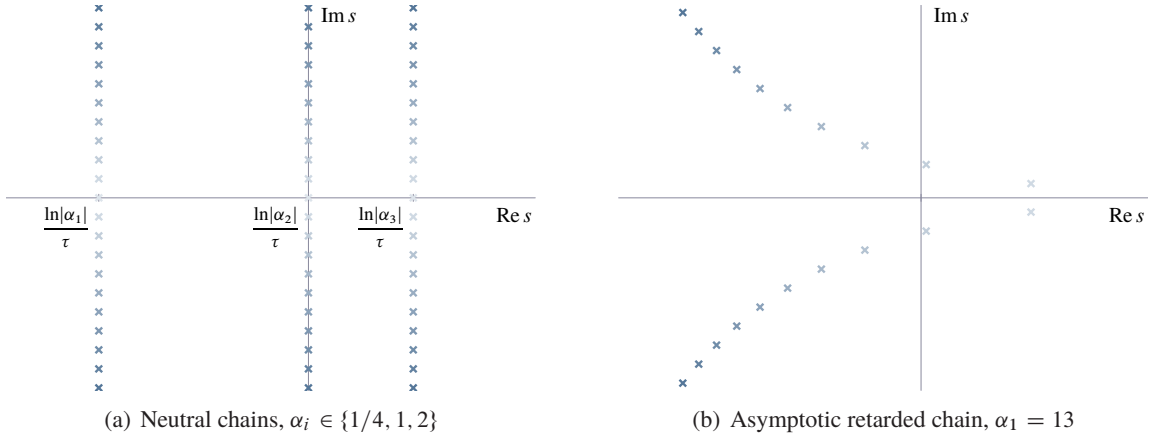 Im s
Re s
ln|α₁|
τ
ln|α₂|
τ
ln|α₃|
τ
(a) Neutral chains, αᵢ ∈ {1/4, 1, 2}
Im s
Re s
(b) Asymptotic retarded chain, α₁ = 13